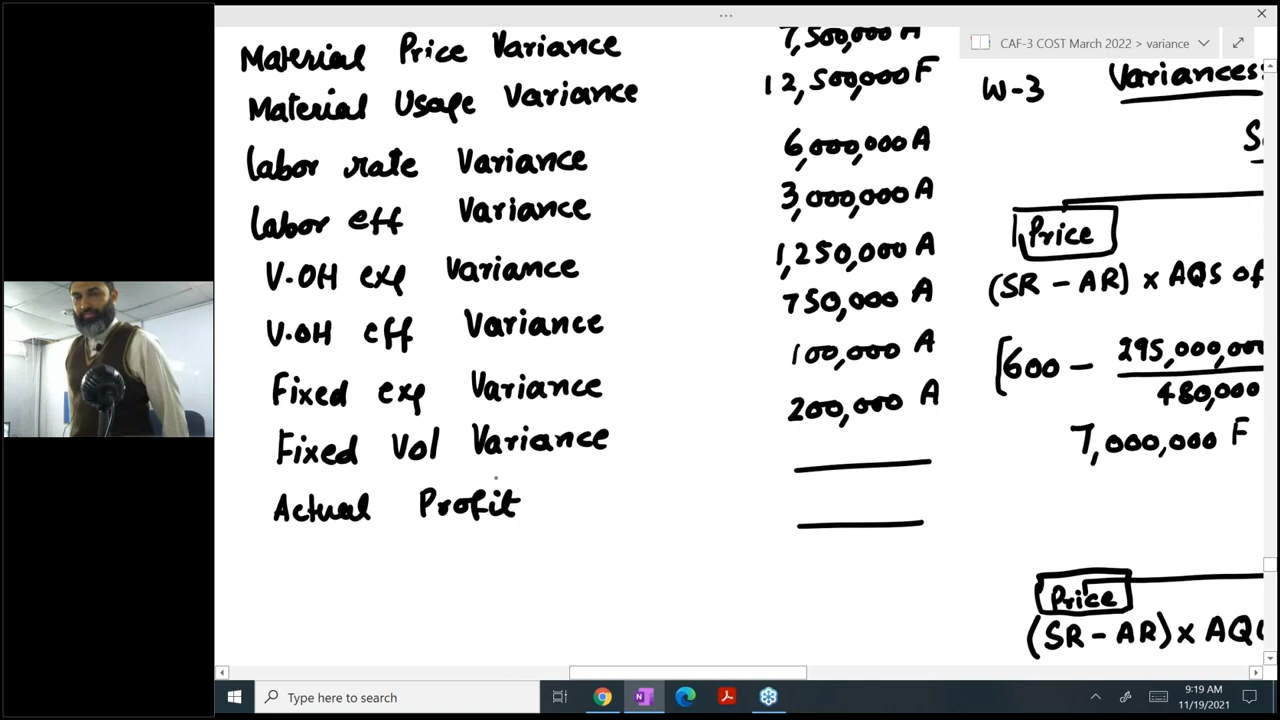 CAF-3 COST March 2022 > variance
Material Price Variance 7,500,000 A
Material Usage Variance 12,500,000 F
Labor rate Variance 6,000,000 A
Labor eff Variance 3,000,000 A
V.OH exp Variance 1,250,000 A
V.OH eff Variance 750,000 A
Fixed exp Variance 100,000 A
Fixed Vol Variance 200,000 A
Actual Profit
W-3 Variances:
Price
(SR - AR) x AQS of
[600 - 295,000,000
480,000
7,000,000 F
Price
(SR - AR) x AQ
Type here to search
9:19 AM
11/19/2021